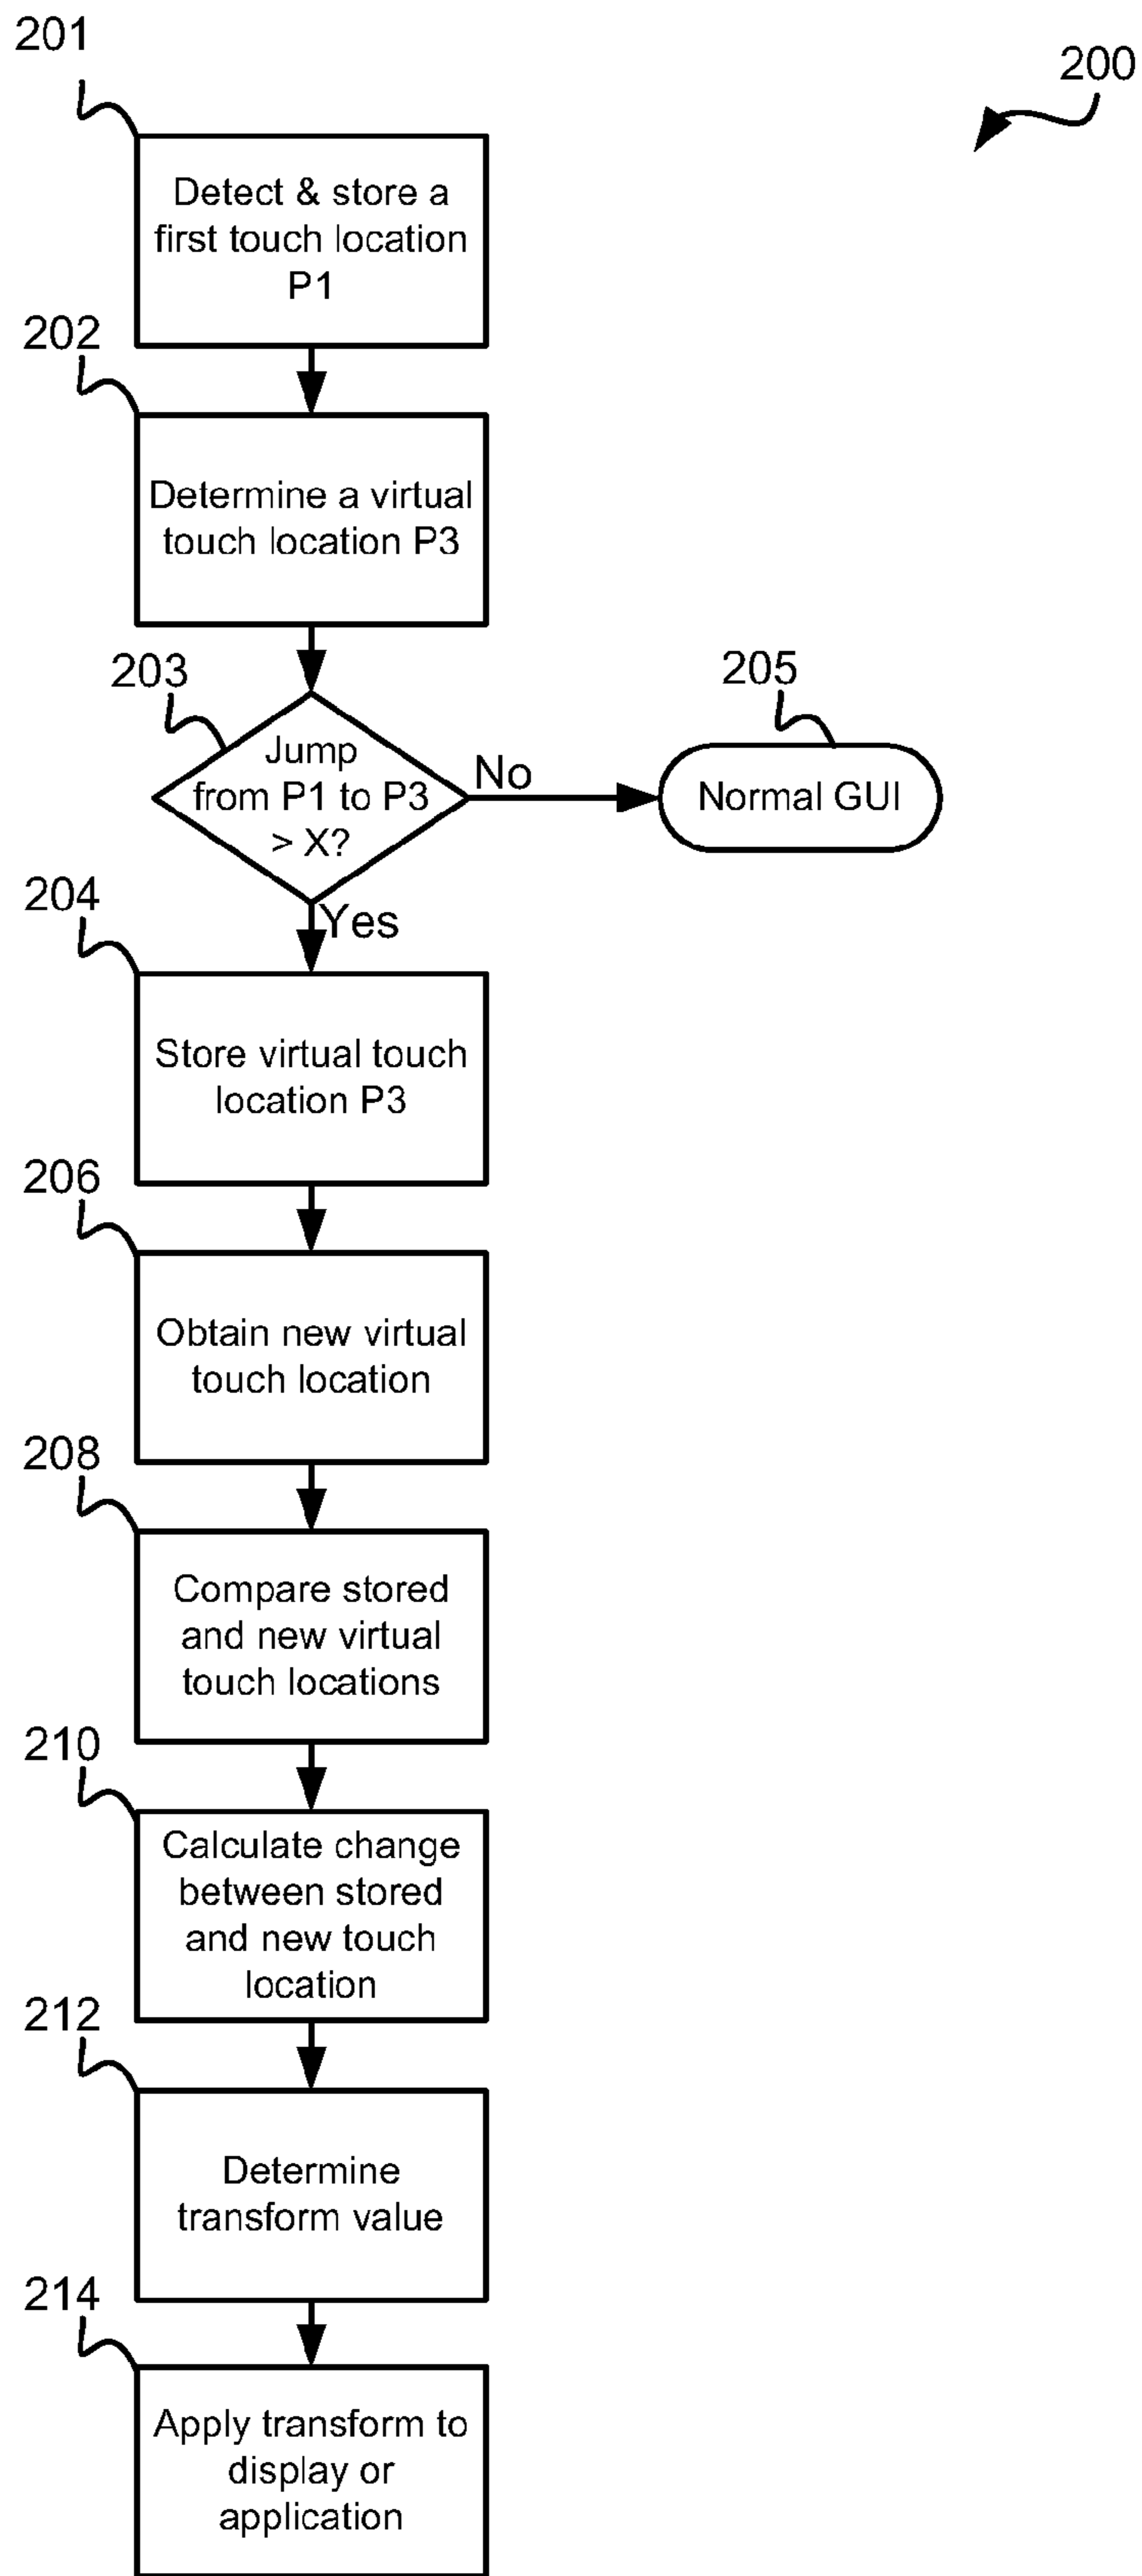 201
200
Detect & store a
first touch location
P1
202
Determine a virtual
touch location P3
203
Jump
from P1 to P3
> X?
No
205
Normal GUI
Yes
204
Store virtual touch
location P3
206
Obtain new virtual
touch location
208
Compare stored
and new virtual
touch locations
210
Calculate change
between stored
and new touch
location
212
Determine
transform value
214
Apply transform to
display or
application